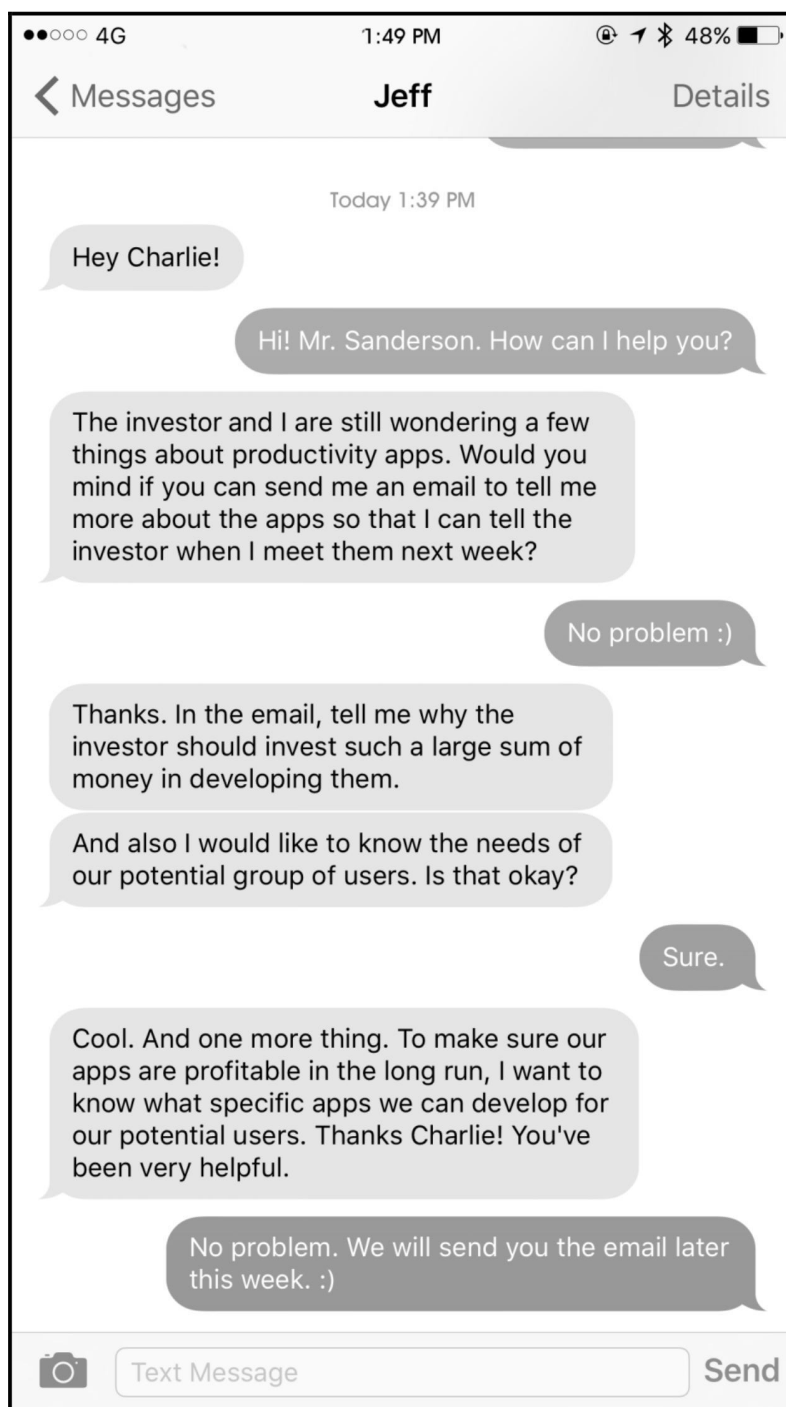 4G 1:49 PM 48%
Messages Jeff Details
Today 1:39 PM
Hey Charlie!
Hi! Mr. Sanderson. How can I help you?
The investor and I are still wondering a few
things about productivity apps. Would you
mind if you can send me an email to tell me
more about the apps so that I can tell the
investor when I meet them next week?
No problem :)
Thanks. In the email, tell me why the
investor should invest such a large sum of
money in developing them.
And also I would like to know the needs of
our potential group of users. Is that okay?
Sure.
Cool. And one more thing. To make sure our
apps are profitable in the long run, I want to
know what specific apps we can develop for
our potential users. Thanks Charlie! You've
been very helpful.
No problem. We will send you the email later
this week. :)
Text Message Send